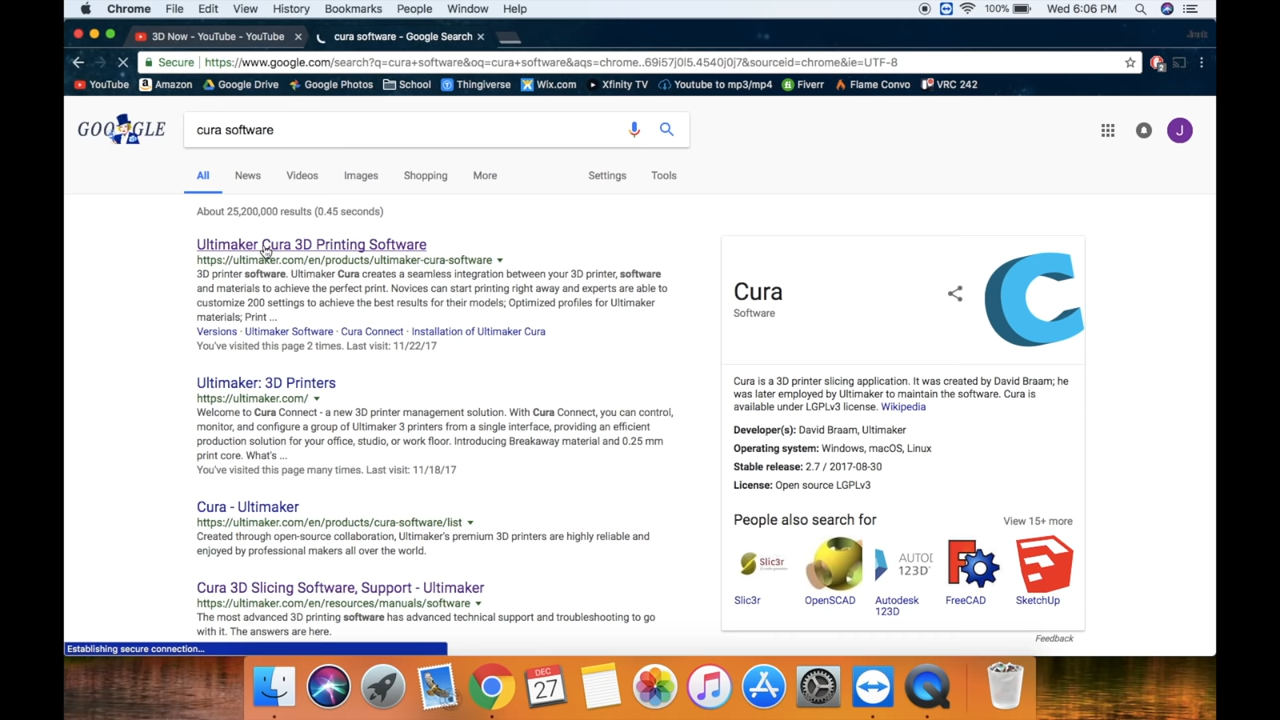 Chrome File Edit View History Bookmarks People Window Help 100% Wed 6:06 PM
3D Now - YouTube - YouTube cura software - Google Search
Secure https://www.google.com/search?q=cura+software&oq=cura+software&aqs=chrome..69i57j0l5.4540j0j7&sourceid=chrome&ie=UTF-8 2
YouTube Amazon Google Drive Google Photos School Thingiverse Wix.com Xfinity TV Youtube to mp3/mp4 Fiverr Flame Convo VRC 242
GOOGLE cura software J
All News Videos Images Shopping More Settings Tools
About 25,200,000 results (0.45 seconds)
Ultimaker Cura 3D Printing Software
https://ultimaker.com/en/products/ultimaker-cura-software
3D printer software. Ultimaker Cura creates a seamless integration between your 3D printer, software
and materials to achieve the perfect print. Novices can start printing right away and experts are able to
customize 200 settings to achieve the best results for their models; Optimized profiles for Ultimaker
materials; Print ...
Versions · Ultimaker Software · Cura Connect · Installation of Ultimaker Cura
You've visited this page 2 times. Last visit: 11/22/17
Ultimaker: 3D Printers
https://ultimaker.com/
Welcome to Cura Connect - a new 3D printer management solution. With Cura Connect, you can control,
monitor, and configure a group of Ultimaker 3 printers from a single interface, providing an efficient
production solution for your office, studio, or work floor. Introducing Breakaway material and 0.25 mm
print core. What's ...
You've visited this page many times. Last visit: 11/18/17
Cura - Ultimaker
https://ultimaker.com/en/products/cura-software/list
Created through open-source collaboration, Ultimaker's premium 3D printers are highly reliable and
enjoyed by professional makers all over the world.
Cura 3D Slicing Software, Support - Ultimaker
https://ultimaker.com/en/resources/manuals/software
The most advanced 3D printing software has advanced technical support and troubleshooting to go
with it. The answers are here.
Establishing secure connection...
Cura
Software
Cura is a 3D printer slicing application. It was created by David Braam; he
was later employed by Ultimaker to maintain the software. Cura is
available under LGPLv3 license. Wikipedia
Developer(s): David Braam, Ultimaker
Operating system: Windows, macOS, Linux
Stable release: 2.7 / 2017-08-30
License: Open source LGPLv3
People also search for View 15+ more
Slic3r AUTOD
123D
Slic3r OpenSCAD Autodesk FreeCAD SketchUp
123D
Feedback
DEC
27